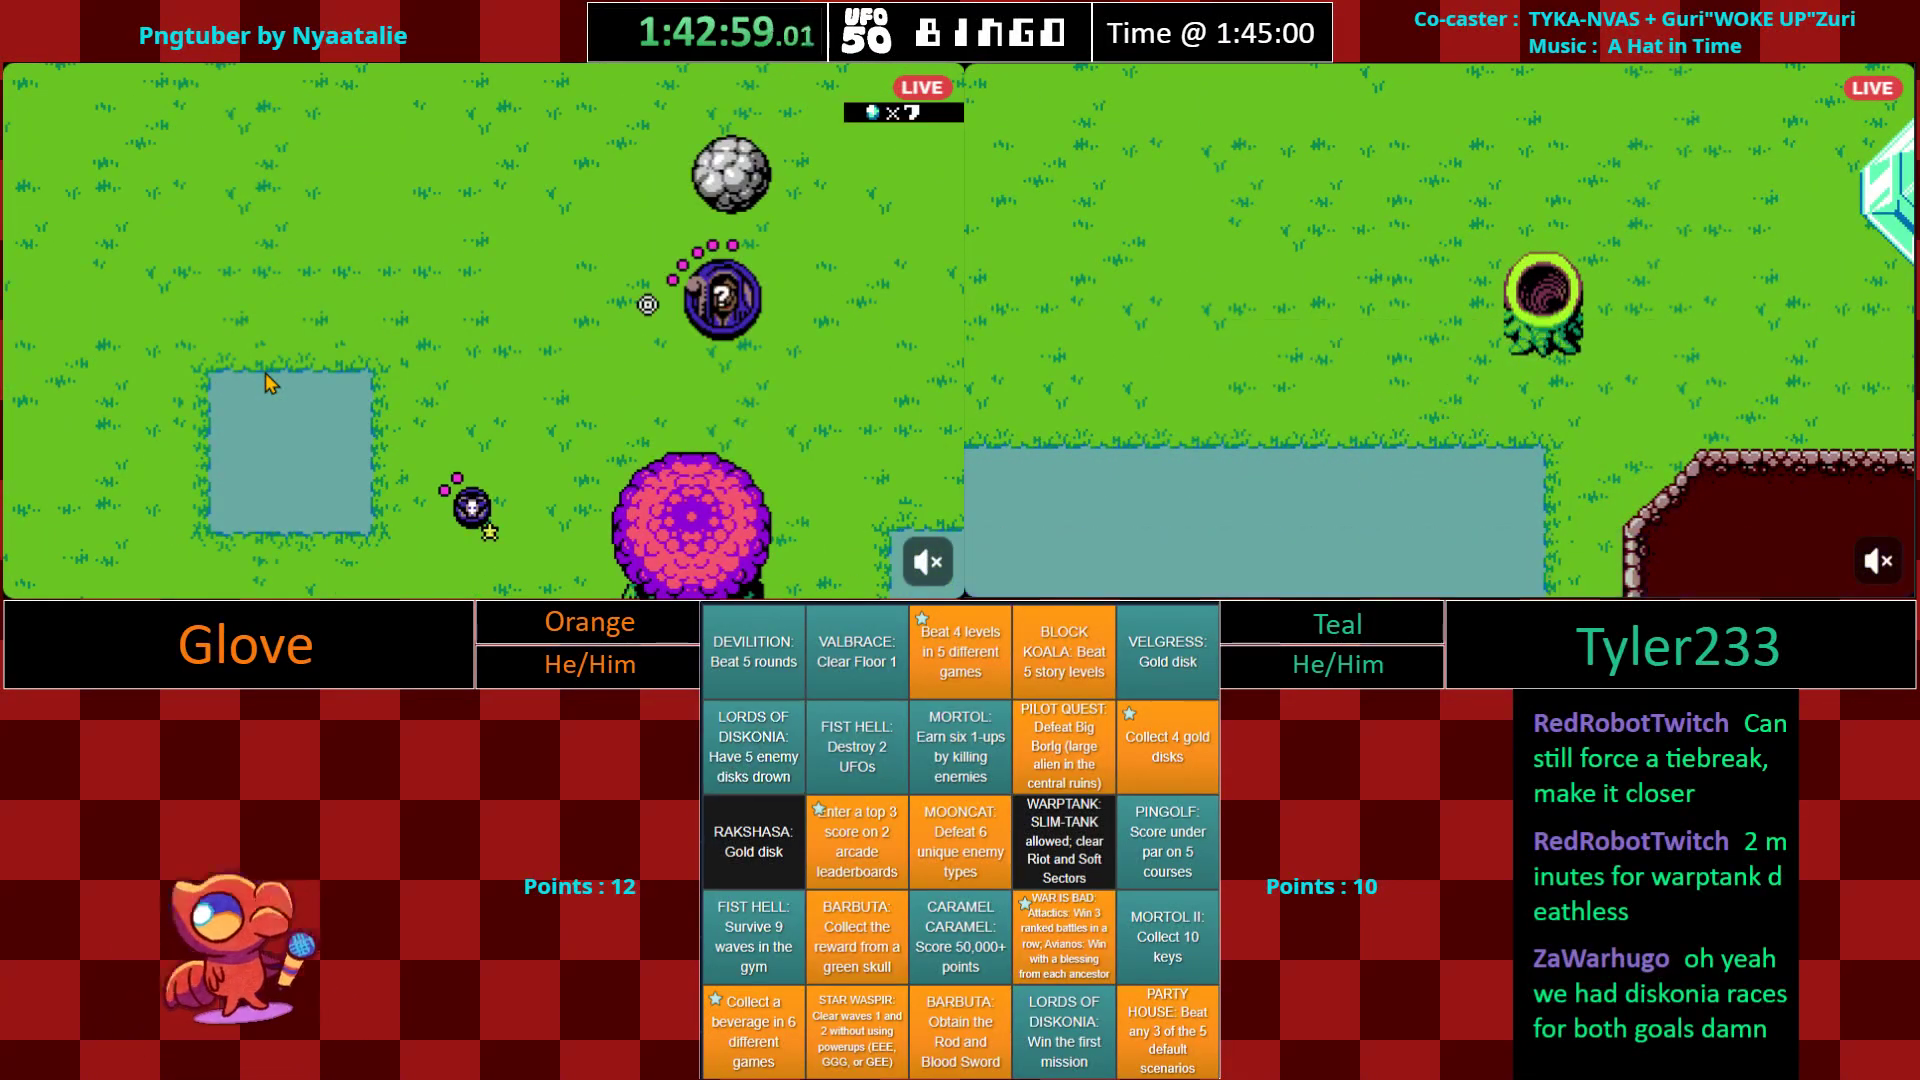 Pngtuber by Nyaatalie
1:42:59.01
UFO 50
BINGO
Time @ 1:45:00
Co-caster : TYKA-NVAS + Guri"WOKE UP"Zuri
Music : A Hat in Time
LIVE
x 7
?
LIVE
Glove
Orange
He/Him
Teal
He/Him
Tyler233
DEVILITION:
Beat 5 rounds
VALBRACE:
Clear Floor 1
Beat 4 levels
in 5 different
games
BLOCK
KOALA: Beat
5 story levels
VELGRESS:
Gold disk
LORDS OF
DISKONIA:
Have 5 enemy
disks drown
FIST HELL:
Destroy 2
UFOs
MORTOL:
Earn six 1-ups
by killing
enemies
PILOT QUEST:
Defeat Big
Borlg (large
alien in the
central ruins)
Collect 4 gold
disks
RAKSHASA:
Gold disk
Enter a top 3
score on 2
arcade
leaderboards
MOONCAT:
Defeat 6
unique enemy
types
WARPTANK:
SLIM-TANK
allowed; clear
Riot and Soft
Sectors
PINGOLF:
Score under
par on 5
courses
FIST HELL:
Survive 9
waves in the
gym
BARBUTA:
Collect the
reward from a
green skull
CARAMEL
CARAMEL:
Score 50,000+
points
WAR IS BAD:
Attactics: Win 3
ranked battles in a
row; Avianos: Win
with a blessing
from each ancestor
MORTOL II:
Collect 10
keys
Collect a
beverage in 6
different
games
STAR WASPIR:
Clear waves 1 and
2 without using
powerups (EEE,
GGG, or GEE)
BARBUTA:
Obtain the
Rod and
Blood Sword
LORDS OF
DISKONIA:
Win the first
mission
PARTY
HOUSE: Beat
any 3 of the 5
default
scenarios
Points : 12
Points : 10
RedRobotTwitch Can
still force a tiebreak,
make it closer
RedRobotTwitch 2 m
inutes for warptank d
eathless
ZaWarhugo oh yeah
we had diskonia races
for both goals damn